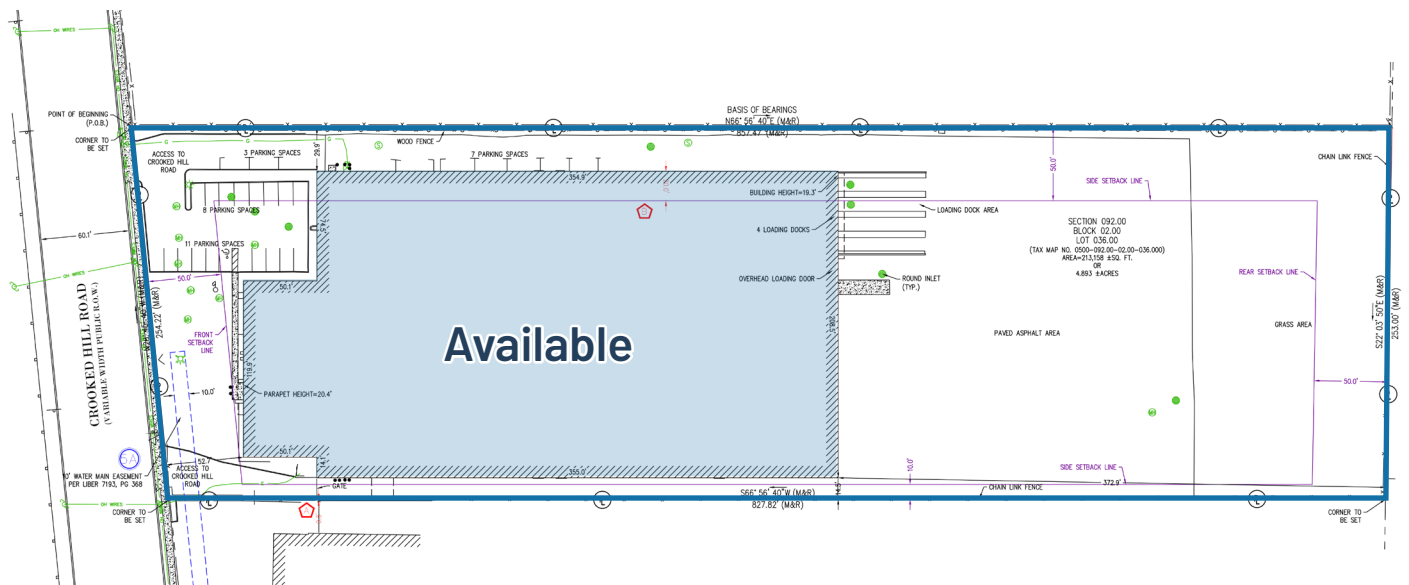 OH WIRES
BASIS OF BEARINGS
N66° 56' 40"E (M&R)
857.47' (M&R)
POINT OF BEGINNING
(P.O.B.)
CORNER TO
BE SET
WOOD FENCE
ACCESS TO
CROOKED HILL
ROAD
3 PARKING SPACES
29.9'
7 PARKING SPACES
CHAIN LINK FENCE
50.0'
354.9'
BUILDING HEIGHT=19.3'
SIDE SETBACK LINE
8 PARKING SPACES
LOADING DOCK AREA
SECTION 092.00
BLOCK 02.00
LOT 036.00
(TAX MAP NO. 0500-092.00-02.00-036.000)
AREA=213,158 ±SQ. FT.
OR
4.893 ±ACRES
4 LOADING DOCKS
60.1'
11 PARKING SPACES
50.0'
50.1'
OVERHEAD LOADING DOOR
ROUND INLET
(TYP.)
REAR SETBACK LINE
CROOKED HILL ROAD
(VARIABLE WIDTH PUBLIC R.O.W.)
254.22' (M&R)
FRONT
SETBACK
LINE
Available
PAVED ASPHALT AREA
GRASS AREA
S22° 03' 50"E (M&R)
253.00' (M&R)
119.9'
10.0'
PARAPET HEIGHT=20.4'
50.0'
5A
10' WATER MAIN EASEMENT
PER LIBER 7193, PG 368
52.7'
50.1'
14.1'
ACCESS TO
CROOKED HILL
ROAD
355.0'
10.0'
SIDE SETBACK LINE
372.9'
GATE
S66° 56' 40"W (M&R)
827.82' (M&R)
14.5'
CHAIN LINK FENCE
OH WIRES
CORNER TO
BE SET
CORNER TO
BE SET